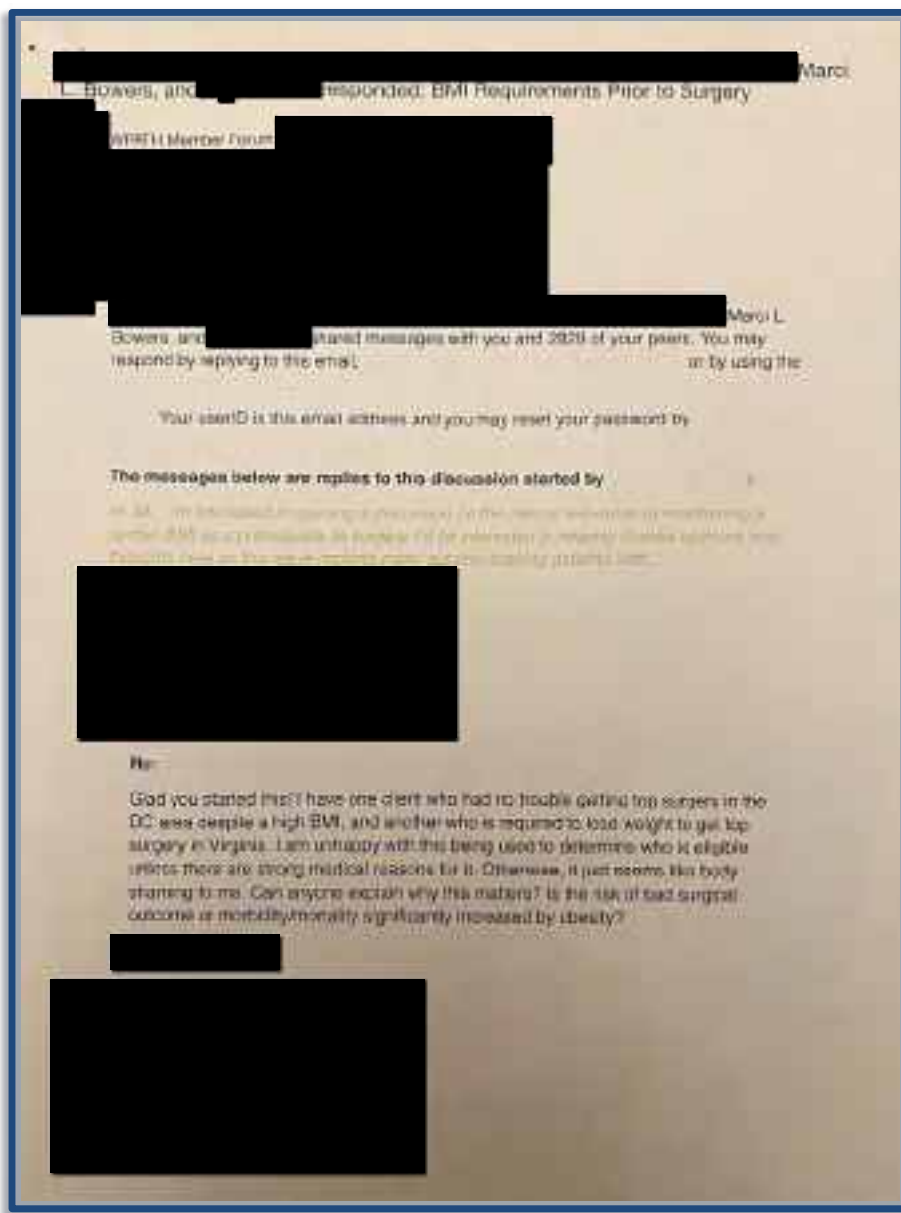 Marci
L. Bowers, and responded: BMI Requirements Prior to Surgery
WPATH Member Forum
Marci L.
Bowers, and shared messages with you and 2829 of your peers. You may
respond by replying to this email, or by using the
Your userID is this email address and you may reset your password by
The messages below are replies to this discussion started by
Re:
Glad you started this! I have one client who had no trouble getting top surgery in the
DC area despite a high BMI, and another who is required to lose weight to get top
surgery in Virginia. I am unhappy with this being used to determine who is eligible
unless there are strong medical reasons for it. Otherwise, it just seems like body
shaming to me. Can anyone explain why this matters? Is the risk of bad surgical
outcome or morbidity/mortality significantly increased by obesity?